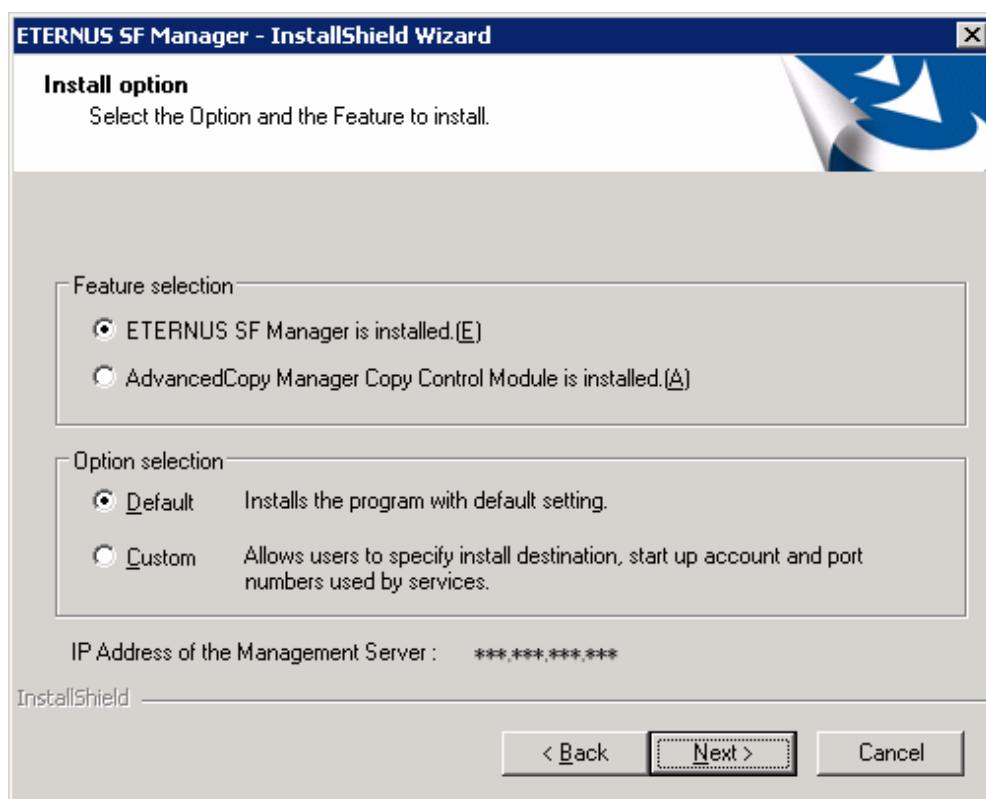 ETERNUS SF Manager - InstallShield Wizard
Install option
Select the Option and the Feature to install.
Feature selection
ETERNUS SF Manager is installed.(E)
AdvancedCopy Manager Copy Control Module is installed.(A)
Option selection
Default Installs the program with default setting.
Custom Allows users to specify install destination, start up account and port
numbers used by services.
IP Address of the Management Server : ***.***.***.***
InstallShield
< Back Next > Cancel